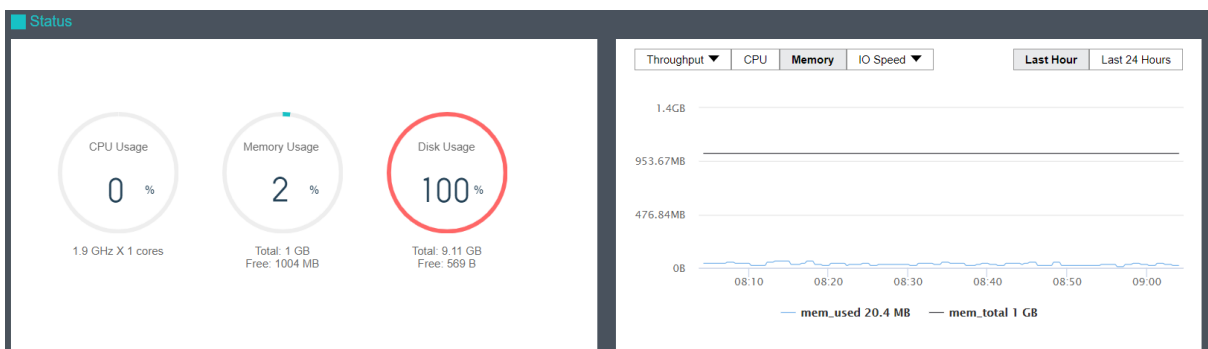 Status
CPU Usage
0 %
1.9 GHz X 1 cores
Memory Usage
2 %
Total: 1 GB
Free: 1004 MB
Disk Usage
100 %
Total: 9.11 GB
Free: 569 B
Throughput ▼ CPU Memory IO Speed ▼ Last Hour Last 24 Hours
1.4GB
953.67MB
476.84MB
0B
08:10 08:20 08:30 08:40 08:50 09:00
mem_used 20.4 MB mem_total 1 GB